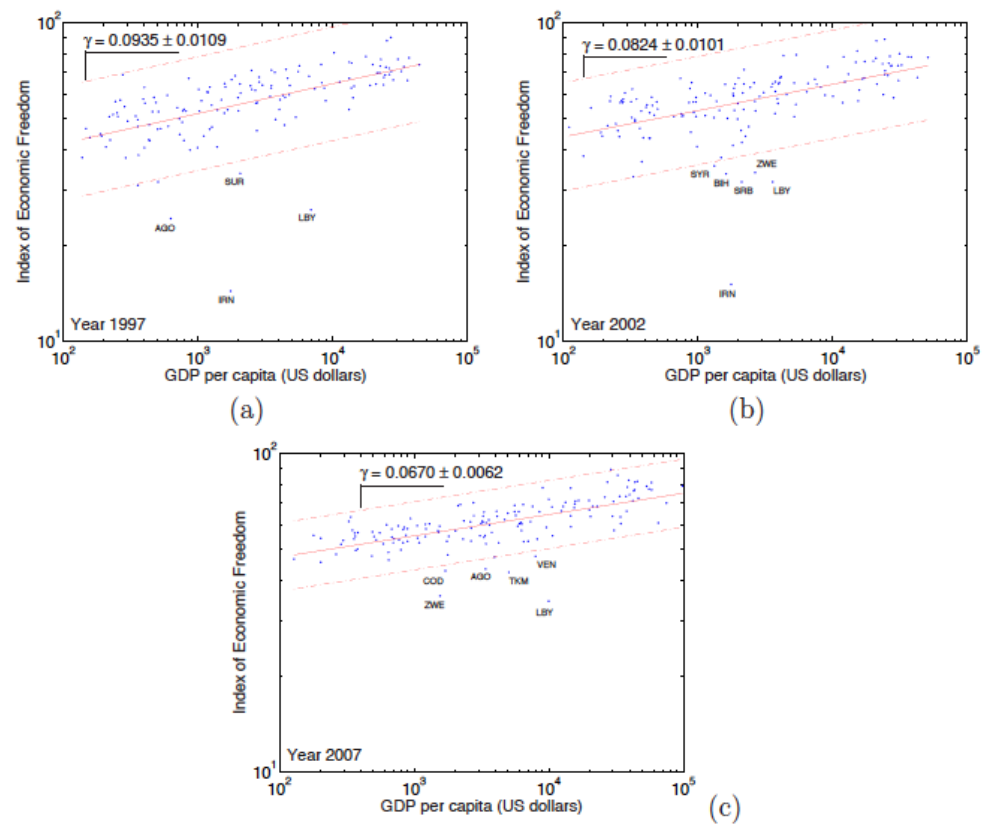 10²
γ = 0.0935 ± 0.0109
Index of Economic Freedom
SUR
AGO
LBY
IRN
Year 1997
10¹
10² 10³ 10⁴ 10⁵
GDP per capita (US dollars)
(a)
10²
γ = 0.0824 ± 0.0101
Index of Economic Freedom
ZWE
SYR
BIH
SRB
LBY
IRN
Year 2002
10¹
10² 10³ 10⁴ 10⁵
GDP per capita (US dollars)
(b)
10²
γ = 0.0670 ± 0.0062
Index of Economic Freedom
VEN
COD
AGO
TKM
ZWE
LBY
Year 2007
10¹
10² 10³ 10⁴ 10⁵
GDP per capita (US dollars)
(c)